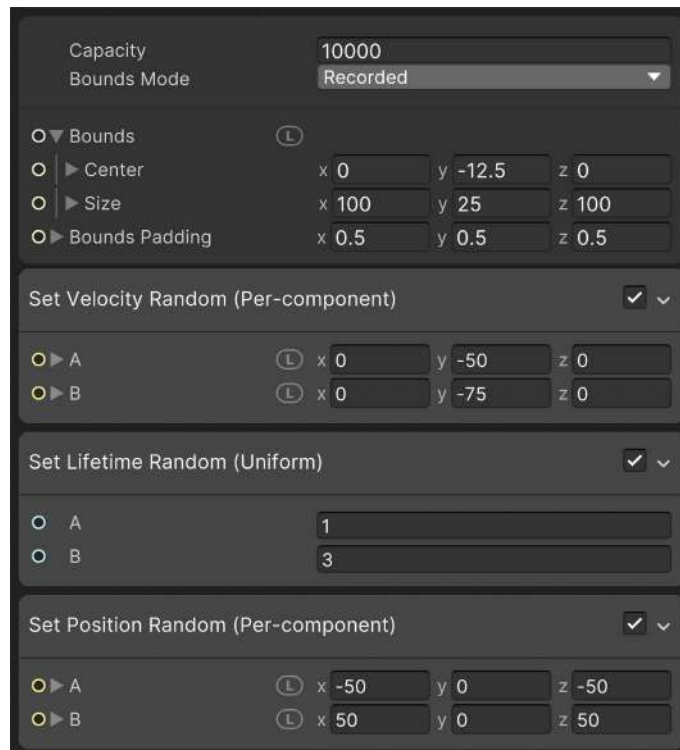 Capacity 10000
Bounds Mode Recorded
Bounds L
Center x 0 y -12.5 z 0
Size x 100 y 25 z 100
Bounds Padding x 0.5 y 0.5 z 0.5
Set Velocity Random (Per-component)
A L x 0 y -50 z 0
B L x 0 y -75 z 0
Set Lifetime Random (Uniform)
A 1
B 3
Set Position Random (Per-component)
A L x -50 y 0 z -50
B L x 50 y 0 z 50